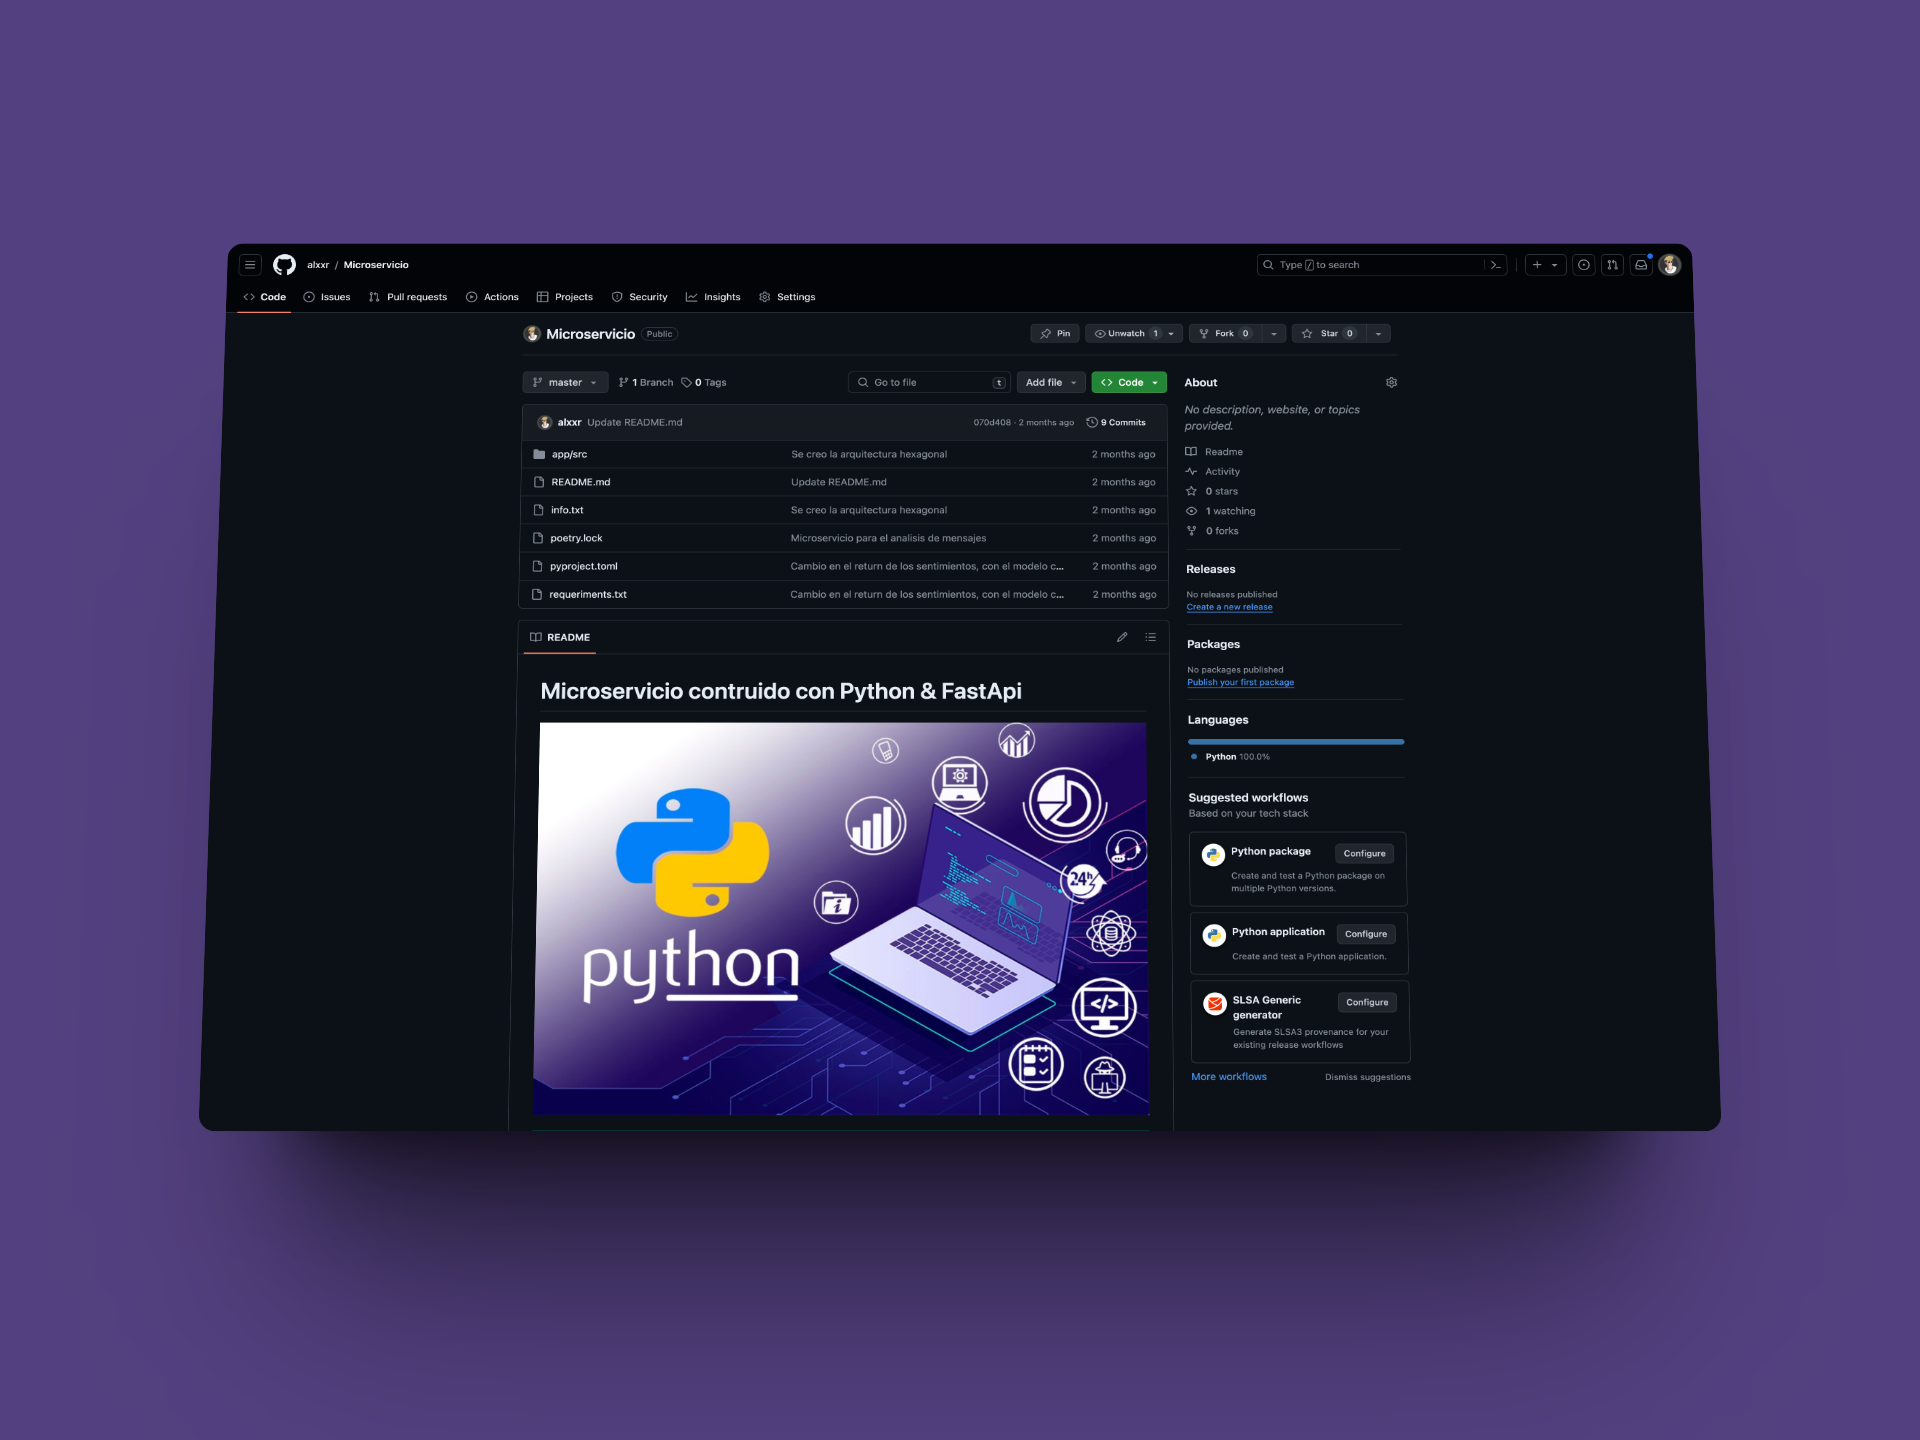 alxxr / Microservicio
Type / to search
Code Issues Pull requests Actions Projects Security Insights Settings
Microservicio Public
Pin Unwatch 1 Fork 0 Star 0
master 1 Branch 0 Tags Go to file t Add file Code
alxxr Update README.md 070d408 · 2 months ago 9 Commits
app/src Se creo la arquitectura hexagonal 2 months ago
README.md Update README.md 2 months ago
info.txt Se creo la arquitectura hexagonal 2 months ago
poetry.lock Microservicio para el analisis de mensajes 2 months ago
pyproject.toml Cambio en el return de los sentimientos, con el modelo c... 2 months ago
requeriments.txt Cambio en el return de los sentimientos, con el modelo c... 2 months ago
README
Microservicio contruido con Python & FastApi
python
24h
</>
About
No description, website, or topics
provided.
Readme
Activity
0 stars
1 watching
0 forks
Releases
No releases published
Create a new release
Packages
No packages published
Publish your first package
Languages
Python 100.0%
Suggested workflows
Based on your tech stack
Python package Configure
Create and test a Python package on
multiple Python versions.
Python application Configure
Create and test a Python application.
SLSA Generic
generator Configure
Generate SLSA3 provenance for your
existing release workflows
More workflows Dismiss suggestions